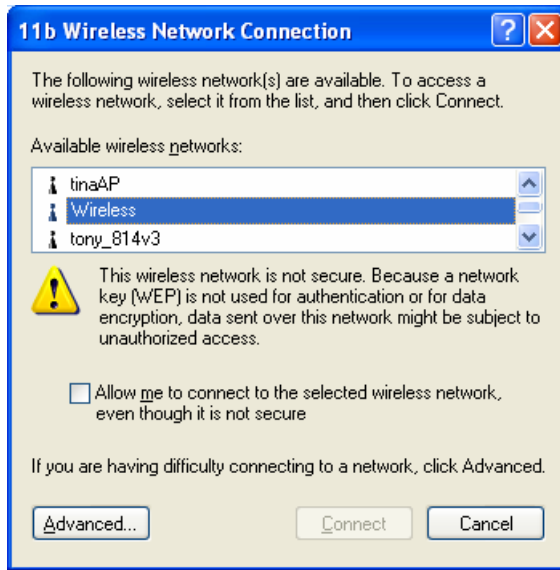 11b Wireless Network Connection
The following wireless network(s) are available. To access a
wireless network, select it from the list, and then click Connect.
Available wireless networks:
tinaAP
Wireless
tony_814v3
This wireless network is not secure. Because a network
key (WEP) is not used for authentication or for data
encryption, data sent over this network might be subject to
unauthorized access.
Allow me to connect to the selected wireless network,
even though it is not secure
If you are having difficulty connecting to a network, click Advanced.
Advanced... Connect Cancel